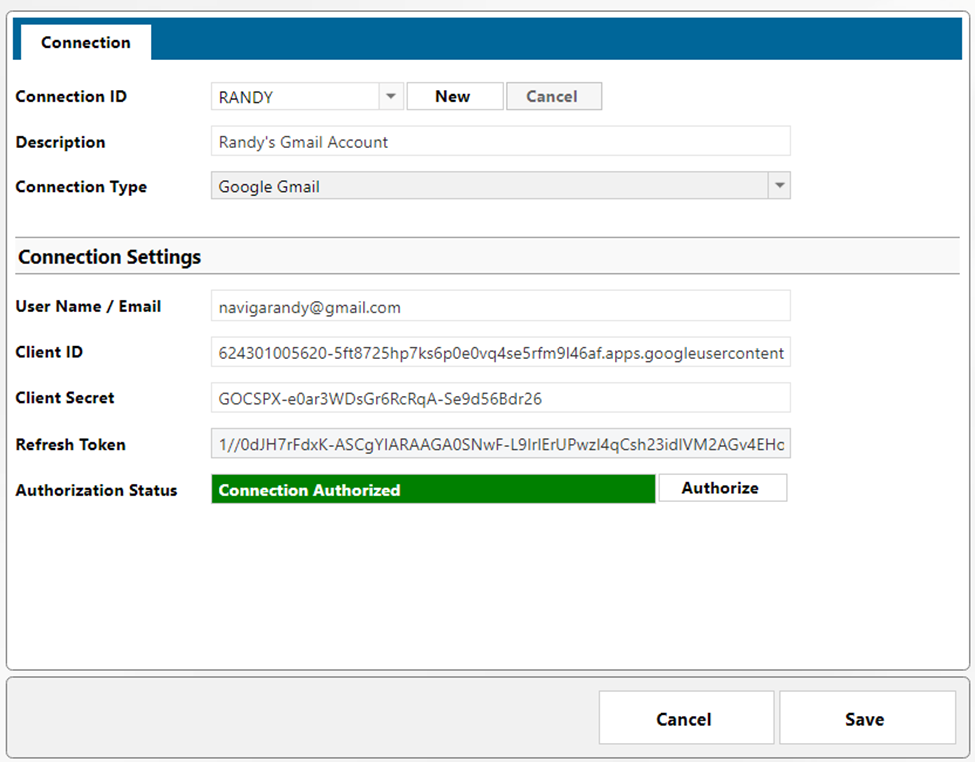 Connection
Connection ID RANDY New Cancel
Description Randy's Gmail Account
Connection Type Google Gmail
Connection Settings
User Name / Email navigarandy@gmail.com
Client ID 624301005620-5ft8725hp7ks6p0e0vq4se5rfm9l46af.apps.googleusercontent
Client Secret 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
Refresh Token 1//0dJH7rFdxK-ASCgYIARAAGA0SNwF-L9IrIErUPwzI4qCsh23idIVM2AGv4EHc
Authorization Status Connection Authorized Authorize
Cancel Save